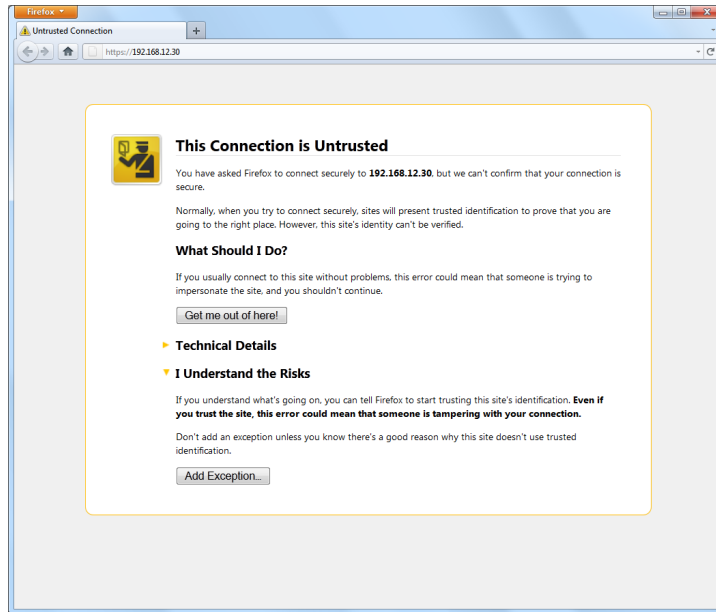 Firefox
Untrusted Connection
https://192.168.12.30
This Connection is Untrusted
You have asked Firefox to connect securely to 192.168.12.30, but we can't confirm that your connection is
secure.
Normally, when you try to connect securely, sites will present trusted identification to prove that you are
going to the right place. However, this site's identity can't be verified.
What Should I Do?
If you usually connect to this site without problems, this error could mean that someone is trying to
impersonate the site, and you shouldn't continue.
Get me out of here!
Technical Details
I Understand the Risks
If you understand what's going on, you can tell Firefox to start trusting this site's identification. Even if
you trust the site, this error could mean that someone is tampering with your connection.
Don't add an exception unless you know there's a good reason why this site doesn't use trusted
identification.
Add Exception...